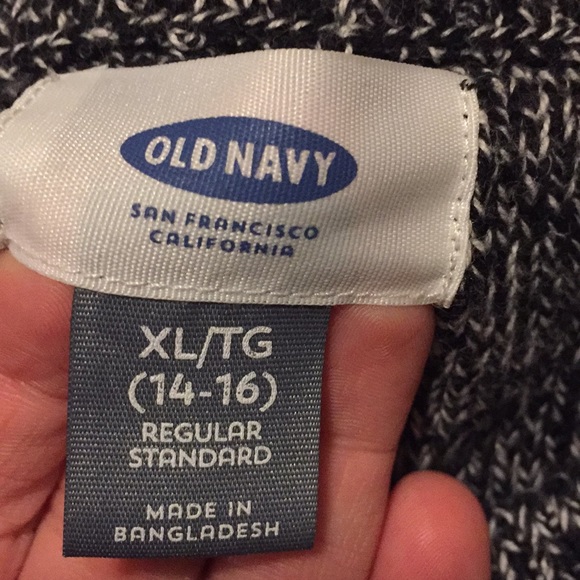 OLD NAVY
SAN FRANCISCO
CALIFORNIA
XL/TG
(14-16)
REGULAR
STANDARD
MADE IN
BANGLADESH